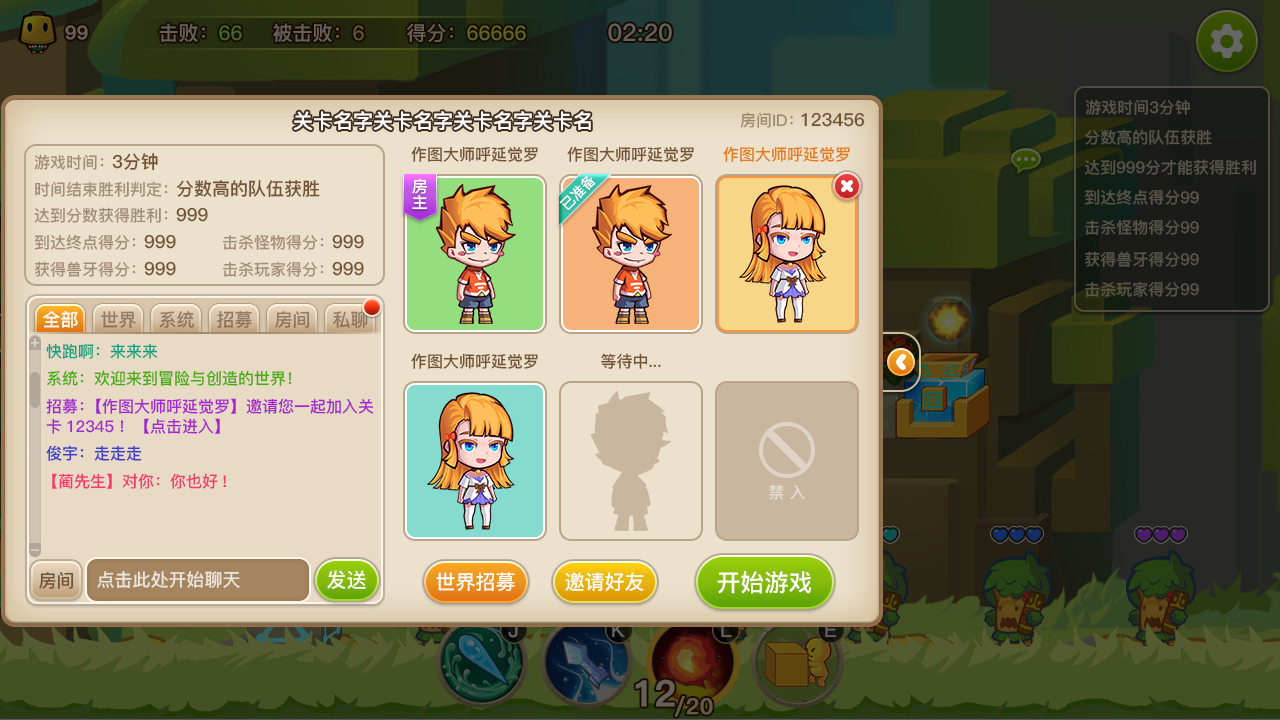 99
击败：66 被击败：6 得分：66666
02:20
关卡名字关卡名字关卡名字关卡名
房间ID：123456
游戏时间：3分钟
时间结束胜利判定：分数高的队伍获胜
达到分数获得胜利：999
到达终点得分：999 击杀怪物得分：999
获得兽牙得分：999 击杀玩家得分：999
全部 世界 系统 招募 房间 私聊
快跑啊：来来来
系统：欢迎来到冒险与创造的世界！
招募：【作图大师呼延觉罗】邀请您一起加入关
卡 12345！【点击进入】
俊宇：走走走
【蔺先生】对你：你也好！
房间 点击此处开始聊天 发送
作图大师呼延觉罗 作图大师呼延觉罗 作图大师呼延觉罗
房主
已准备
作图大师呼延觉罗 等待中...
禁入
世界招募 邀请好友 开始游戏
游戏时间3分钟
分数高的队伍获胜
达到999分才能获得胜利
到达终点得分99
击杀怪物得分99
获得兽牙得分99
击杀玩家得分99
J K L E
12/20